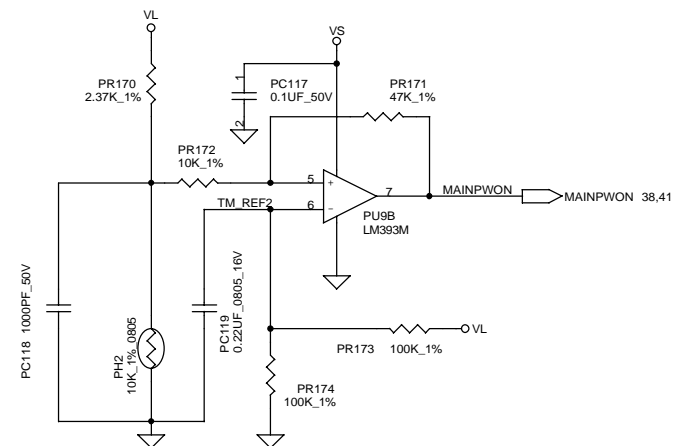 VL
VS
PR170
2.37K_1%
1
PC117
0.1UF_50V
2
PR171
47K_1%
PR172
10K_1%
5
+
7
MAINPWON
MAINPWON 38,41
TM_REF2
6
-
PU9B
LM393M
PC118 1000PF_50V
PH2
10K_1%_0805
PC119
0.22UF_0805_16V
VL
PR173 100K_1%
PR174
100K_1%